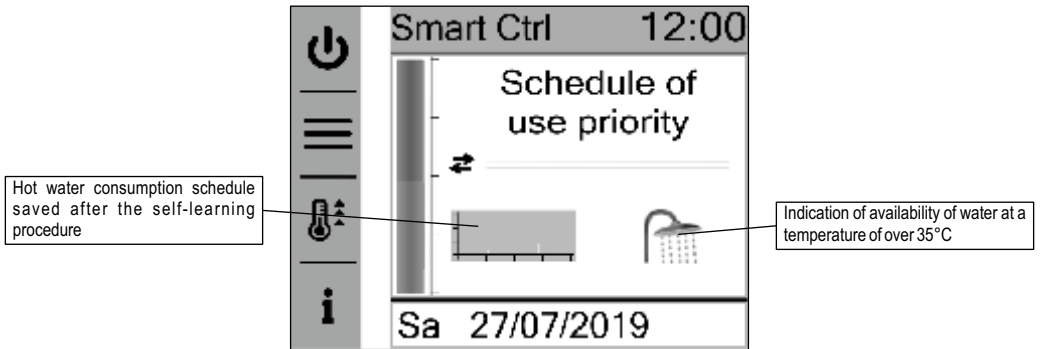 Smart Ctrl 12:00
Schedule of
use priority
Hot water consumption schedule
saved after the self-learning
procedure
Indication of availability of water at a
temperature of over 35°C
i
Sa 27/07/2019